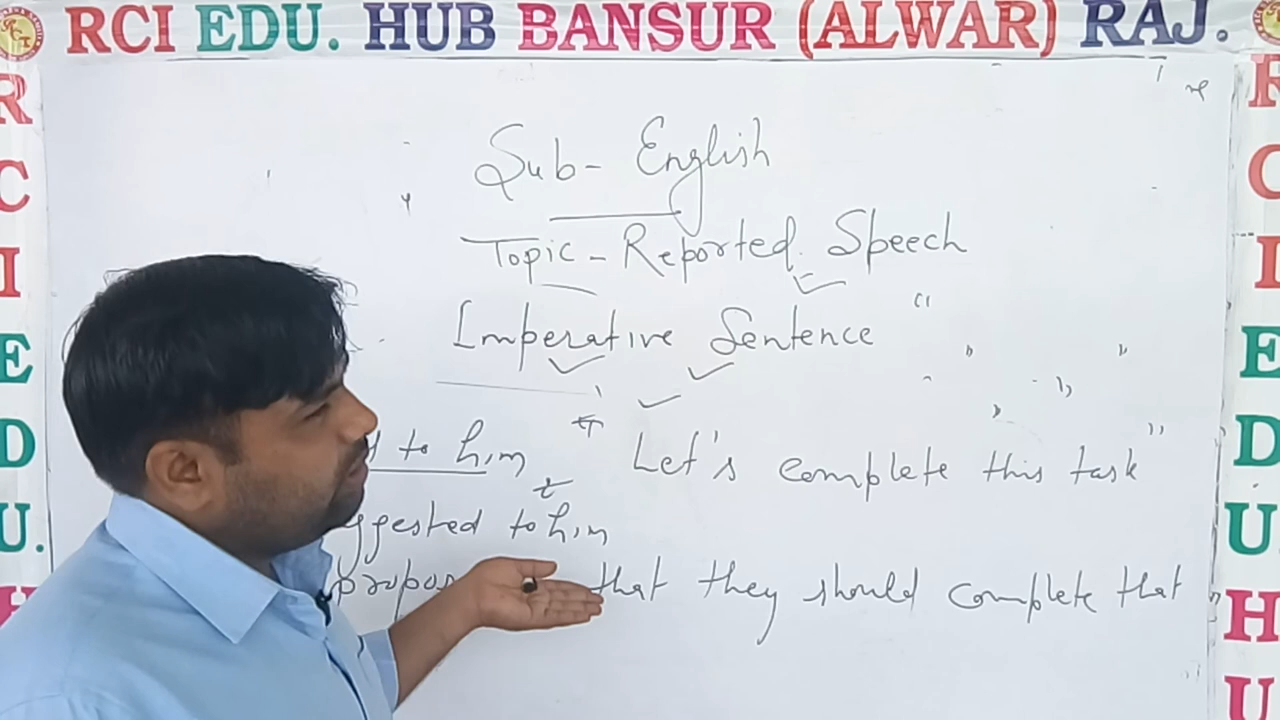 RCI EDU. HUB BANSUR (ALWAR) RAJ.
R
C
I
E
D
U.
H
Sub- English
Topic - Reported Speech
Imperative Sentence
to him " Let's complete this task "
ggested to him
propos that they should complete that
R
C
I
E
D
U
H
U